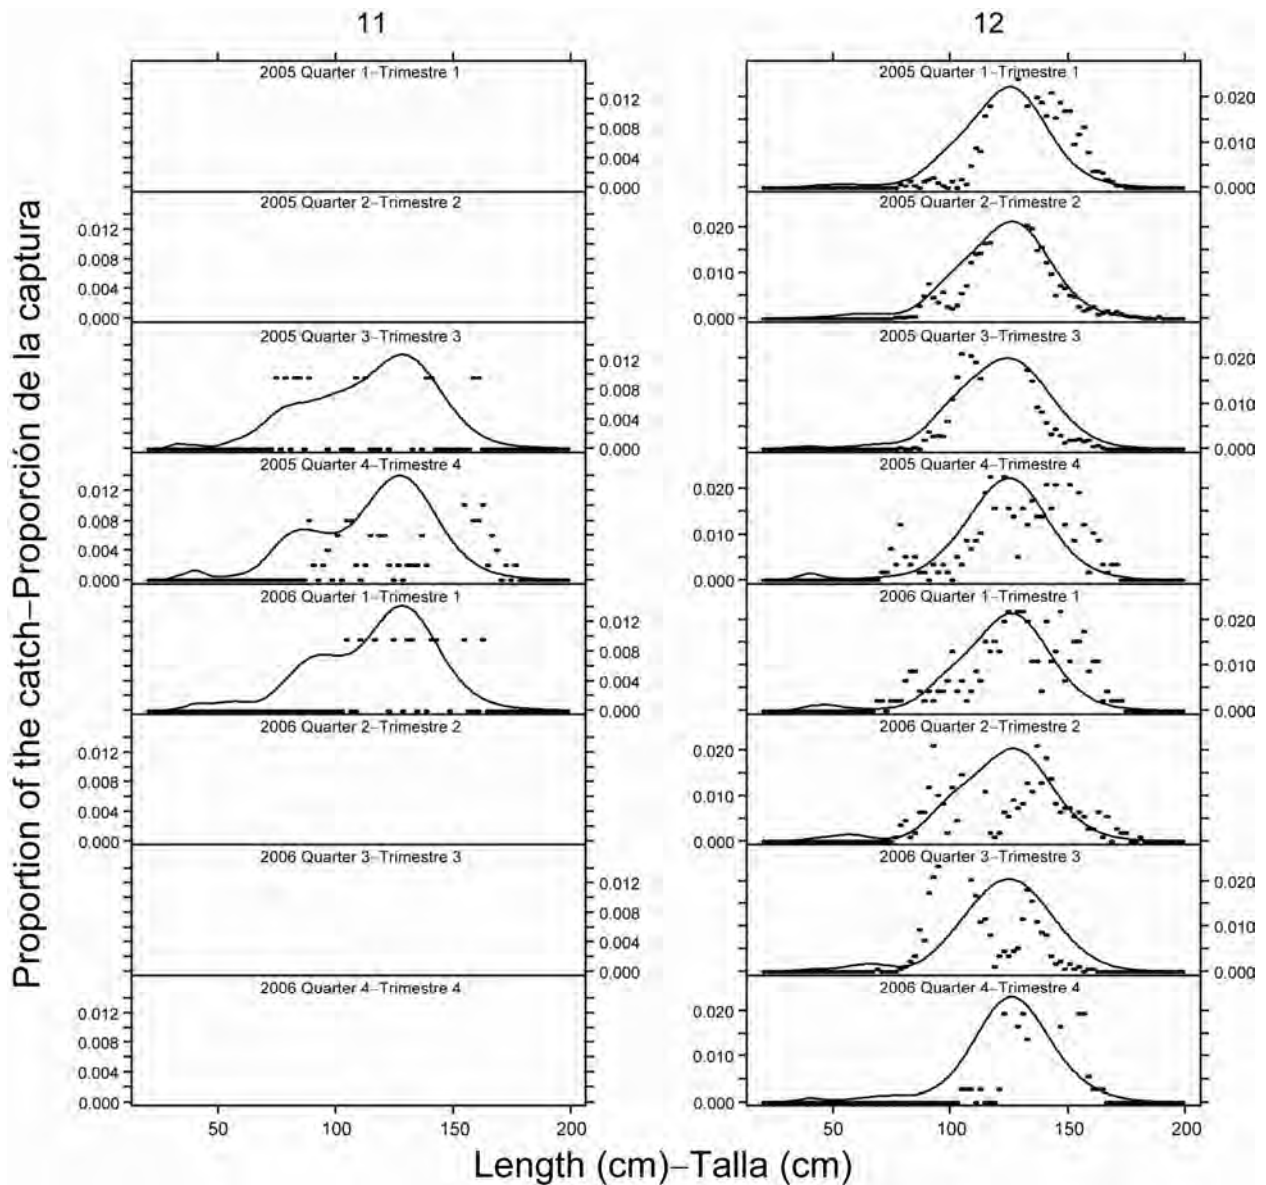 11
12
Proportion of the catch–Proporción de la captura
2005 Quarter 1–Trimestre 1
0.012
0.008
0.004
0.000
2005 Quarter 2–Trimestre 2
0.012
0.008
0.004
0.000
2005 Quarter 3–Trimestre 3
0.012
0.008
0.004
0.000
2005 Quarter 4–Trimestre 4
0.012
0.008
0.004
0.000
2006 Quarter 1–Trimestre 1
0.012
0.008
0.004
0.000
2006 Quarter 2–Trimestre 2
0.012
0.008
0.004
0.000
2006 Quarter 3–Trimestre 3
0.012
0.008
0.004
0.000
2006 Quarter 4–Trimestre 4
0.012
0.008
0.004
0.000
50 100 150 200
2005 Quarter 1–Trimestre 1
0.020
0.010
0.000
2005 Quarter 2–Trimestre 2
0.020
0.010
0.000
2005 Quarter 3–Trimestre 3
0.020
0.010
0.000
2005 Quarter 4–Trimestre 4
0.020
0.010
0.000
2006 Quarter 1–Trimestre 1
0.020
0.010
0.000
2006 Quarter 2–Trimestre 2
0.020
0.010
0.000
2006 Quarter 3–Trimestre 3
0.020
0.010
0.000
2006 Quarter 4–Trimestre 4
0.020
0.010
0.000
50 100 150 200
Length (cm)–Talla (cm)